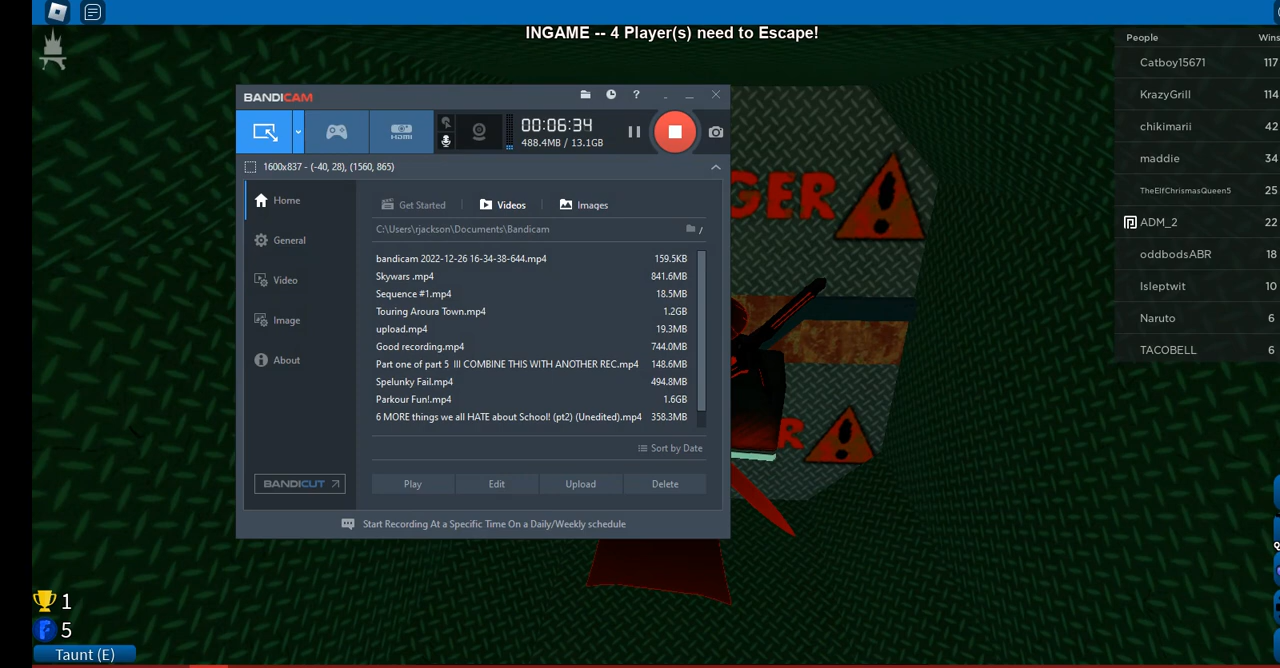 INGAME -- 4 Player(s) need to Escape!
People Wins
Catboy15671 117
KrazyGrill 114
chikimarii 42
maddie 34
TheElfChrismasQueen5 25
ADM_2 22
oddbodsABR 18
Isleptwit 10
Naruto 6
TACOBELL 6
BANDICAM
?
HDMI
00:06:34
488.4MB / 13.1GB
1600x837 - (-40, 28), (1560, 865)
Home
General
Video
Image
About
BANDICUT
Get Started
Videos
Images
C:\Users\rjackson\Documents\Bandicam /
bandicam 2022-12-26 16-34-38-644.mp4 159.5KB
Skywars .mp4 841.6MB
Sequence #1.mp4 18.5MB
Touring Aroura Town.mp4 1.2GB
upload.mp4 19.3MB
Good recording.mp4 744.0MB
Part one of part 5 III COMBINE THIS WITH ANOTHER REC.mp4 148.6MB
Spelunky Fail.mp4 494.8MB
Parkour Fun!.mp4 1.6GB
6 MORE things we all HATE about School! (pt2) (Unedited).mp4 358.3MB
Sort by Date
Play Edit Upload Delete
Start Recording At a Specific Time On a Daily/Weekly schedule
GER
R
1
5
Taunt (E)